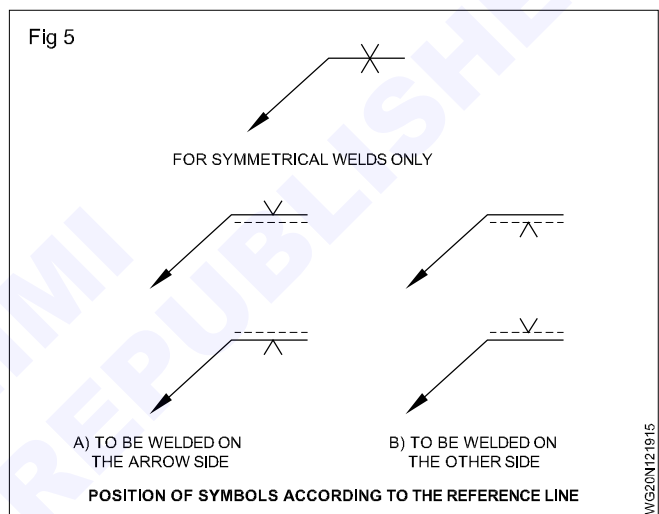 Fig 5
FOR SYMMETRICAL WELDS ONLY
A) TO BE WELDED ON
THE ARROW SIDE
B) TO BE WELDED ON
THE OTHER SIDE
POSITION OF SYMBOLS ACCORDING TO THE REFERENCE LINE
WG20N121915